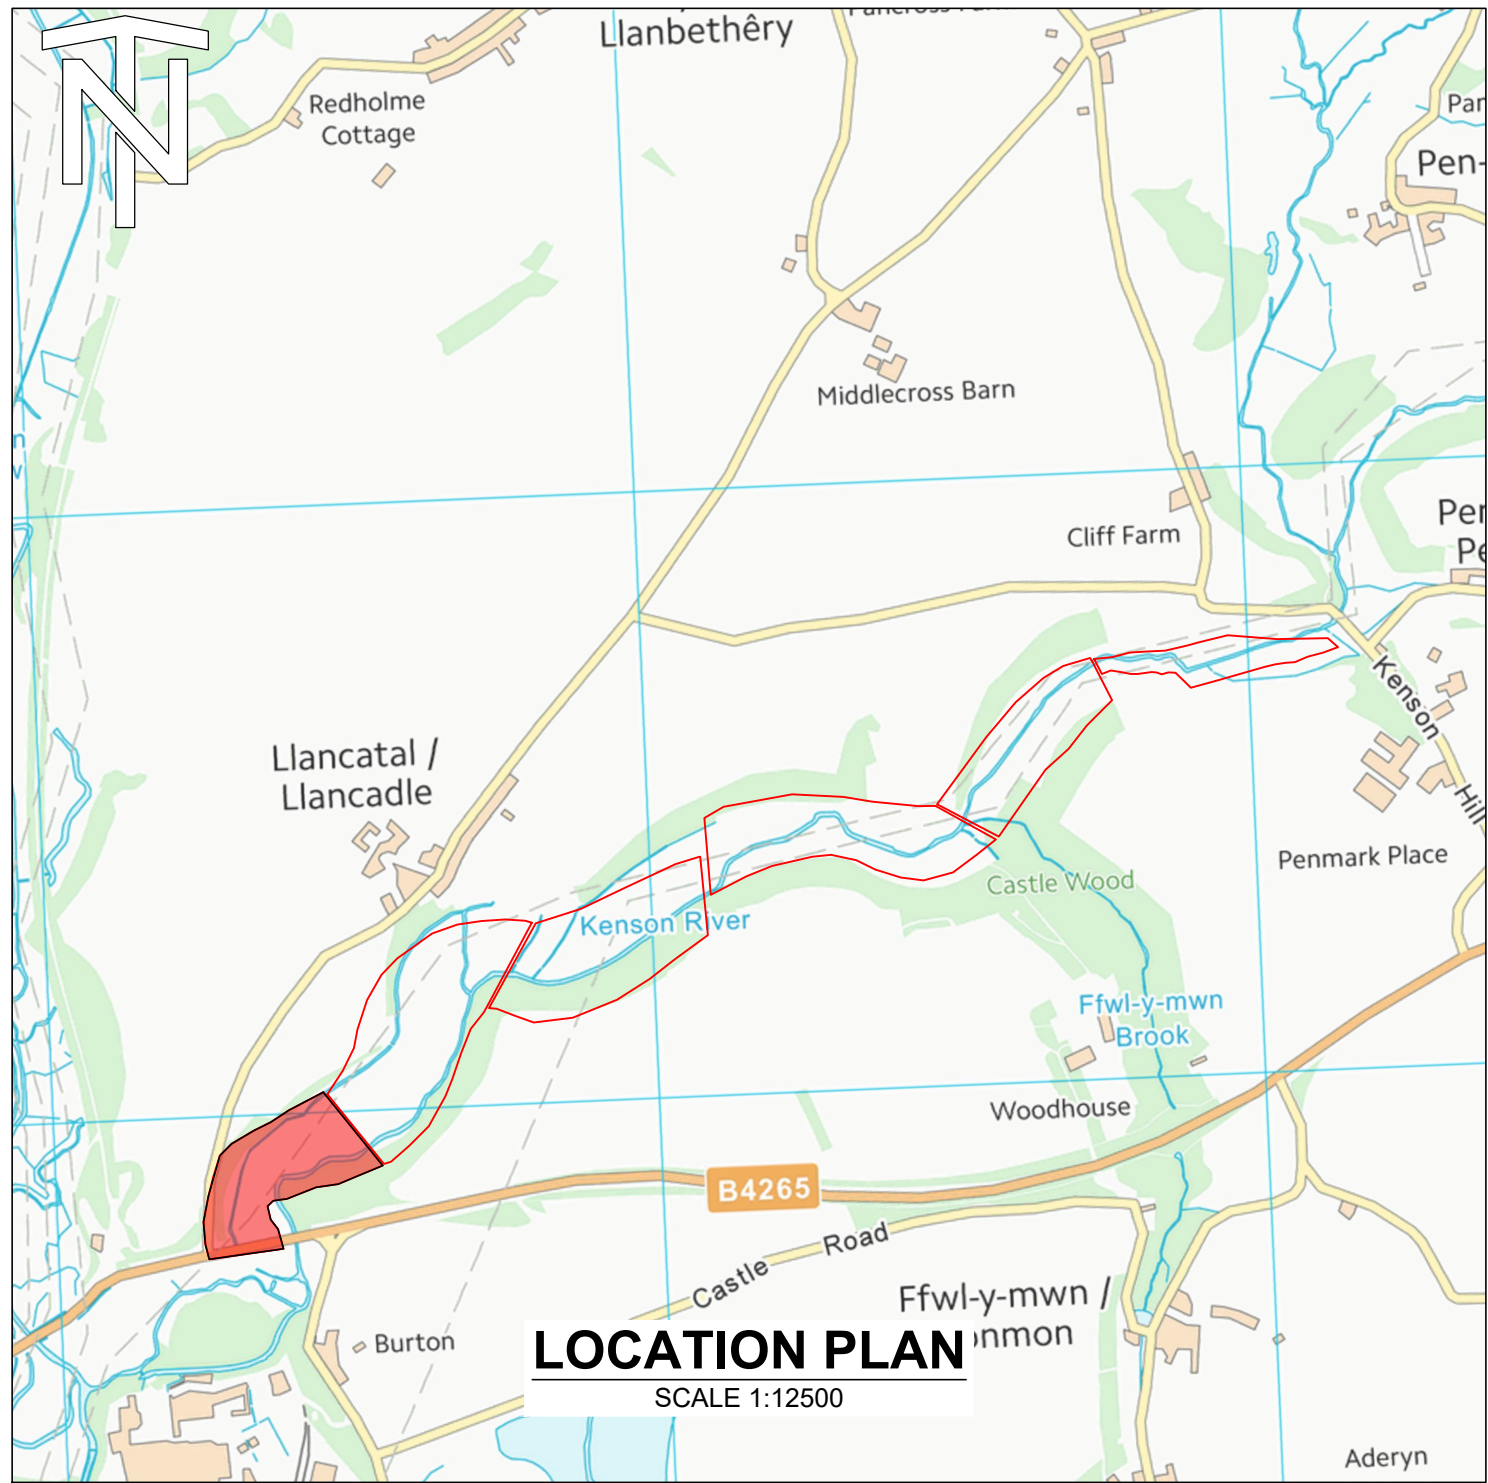 Llanbethêry
N
Redholme
Cottage
Pen-
Middlecross Barn
Cliff Farm
Kenson
Hill
Llancatal /
Llancadle
Penmark Place
Castle Wood
Kenson River
Ffwl-y-mwn
Brook
Woodhouse
B4265
Castle Road
Ffwl-y-mwn /
onmon
Burton
LOCATION PLAN
SCALE 1:12500
Aderyn